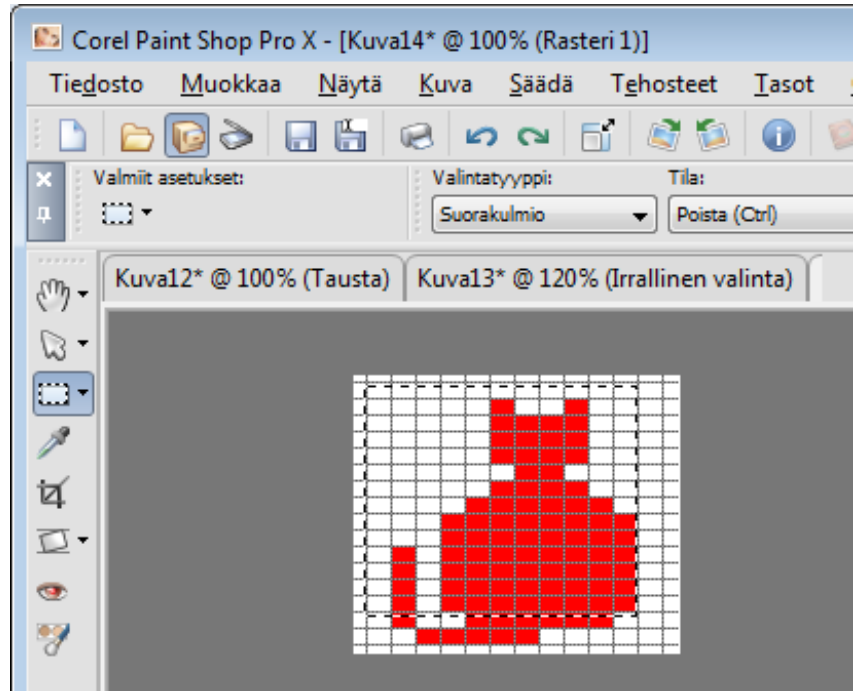 Corel Paint Shop Pro X - [Kuva14* @ 100% (Rasteri 1)]
Tiedosto Muokkaa Näytä Kuva Säädä Tehosteet Tasot
Valmiit asetukset: Valintatyyppi: Tila:
Suorakulmio Poista (Ctrl)
Kuva12* @ 100% (Tausta) Kuva13* @ 120% (Irrallinen valinta)